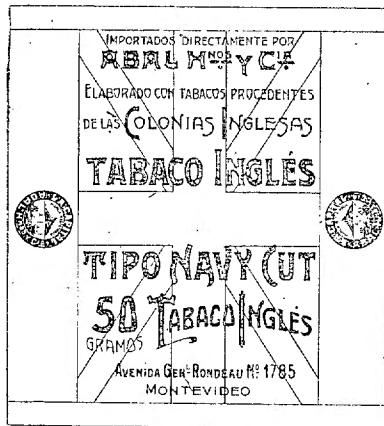 IMPORTADOS DIRECTAMENTE POR
ABAL HNOS Y CIA
ELABORADO CON TABACOS PROCEDENTES
DE LAS COLONIAS INGLESAS
TABACO INGLÉS
TIPO NAVY CUT
50 TABACO INGLÉS
GRAMOS
AVENIDA GERL RONDEAU NO. 1785
MONTEVIDEO